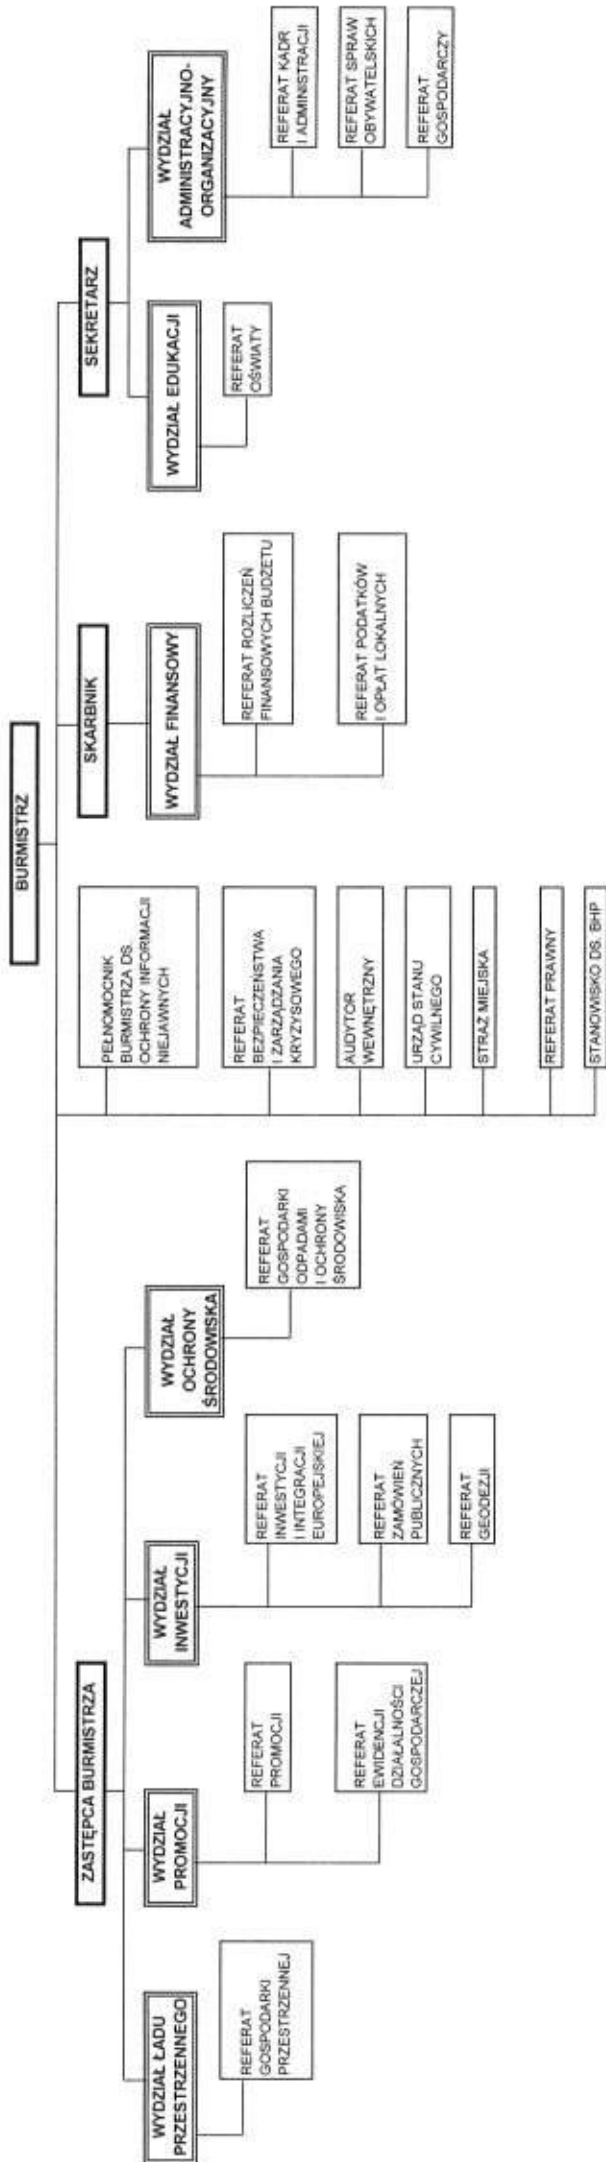 BURMISTRZ
ZASTĘPCA BURMISTRZA
SKARBNIK
SEKRETARZ
WYDZIAŁ ŁADU
PRZESTRZENNEGO
REFERAT
GOSPODARKI
PRZESTRZENNEJ
WYDZIAŁ
PROMOCJI
REFERAT
PROMOCJI
REFERAT
EWIDENCJI
DZIAŁALNOŚCI
GOSPODARCZEJ
WYDZIAŁ
INWESTYCJI
REFERAT
INWESTYCJI
I INTEGRACJI
EUROPEJSKIEJ
REFERAT
ZAMÓWIEŃ
PUBLICZNYCH
REFERAT
GEODEZJI
WYDZIAŁ
OCHRONY
ŚRODOWISKA
REFERAT
GOSPODARKI
ODPADAMI
I OCHRONY
ŚRODOWISKA
PEŁNOMOCNIK
BURMISTRZA DS
OCHRONY INFORMACJI
NIEJAWNYCH
REFERAT
BEZPIECZEŃSTWA
I ZARZĄDZANIA
KRYZYSOWEGO
AUDYTOR
WEWNĘTRZNY
URZĄD STANU
CYWILNEGO
STRAŻ MIEJSKA
REFERAT PRAWNY
STANOWISKO DS. BHP
WYDZIAŁ FINANSOWY
REFERAT ROZLICZEŃ
FINANSOWYCH BUDŻETU
REFERAT PODATKÓW
I OPŁAT LOKALNYCH
WYDZIAŁ EDUKACJI
REFERAT
OŚWIATY
WYDZIAŁ
ADMINISTRACYJNO-
ORGANIZACYJNY
REFERAT KADR
I ADMINISTRACJI
REFERAT SPRAW
OBYWATELSKICH
REFERAT
GOSPODARCZY